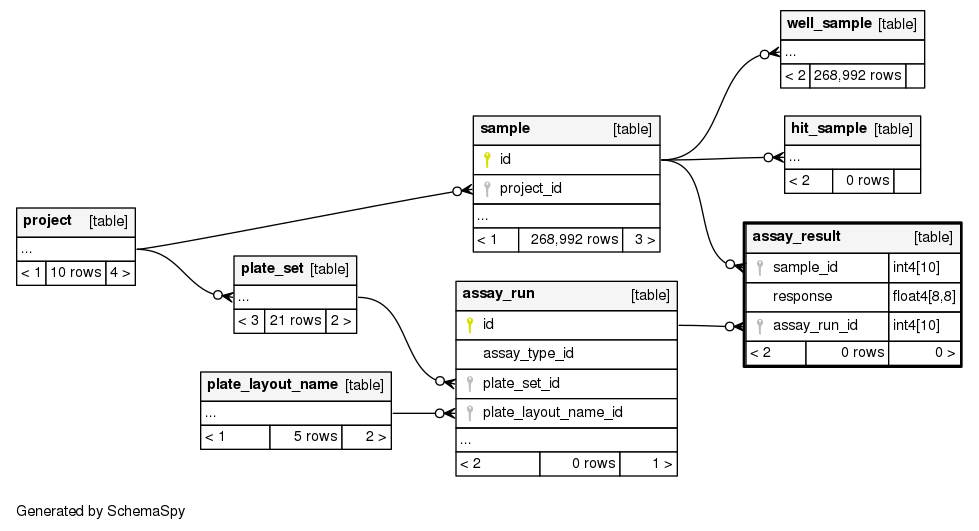 well_sample [table]
...
< 2 268,992 rows
sample [table]
id
project_id
...
< 1 268,992 rows 3 >
hit_sample [table]
...
< 2 0 rows
project [table]
...
< 1 10 rows 4 >
assay_result [table]
sample_id int4[10]
response float4[8,8]
assay_run_id int4[10]
< 2 0 rows 0 >
plate_set [table]
...
< 3 21 rows 2 >
assay_run [table]
id
assay_type_id
plate_set_id
plate_layout_name_id
...
< 2 0 rows 1 >
plate_layout_name [table]
...
< 1 5 rows 2 >
Generated by SchemaSpy